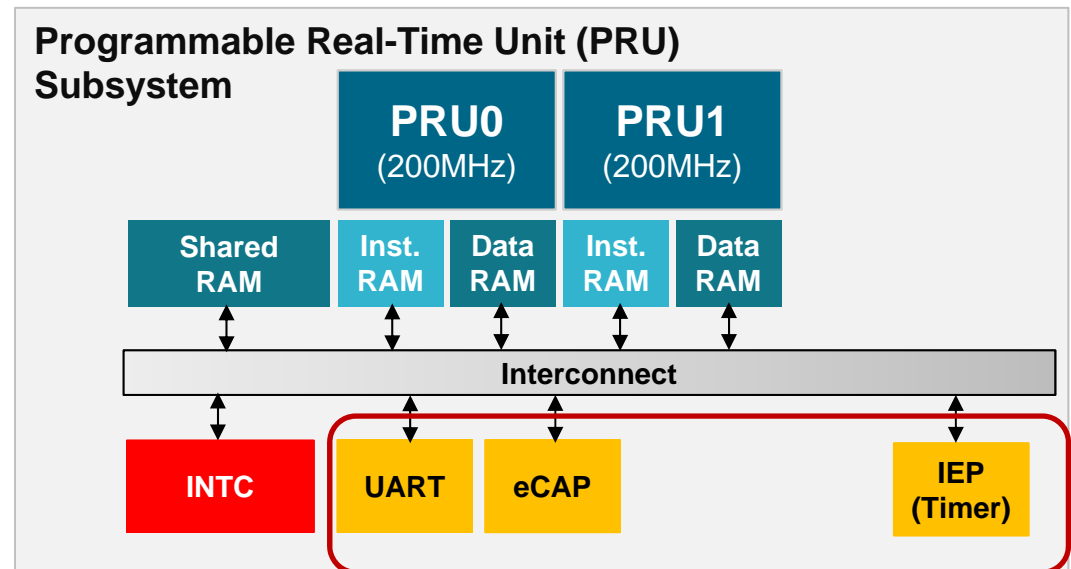 Programmable Real-Time Unit (PRU)
Subsystem
PRU0
(200MHz)
PRU1
(200MHz)
Shared
RAM
Inst.
RAM
Data
RAM
Inst.
RAM
Data
RAM
Interconnect
INTC
UART
eCAP
IEP
(Timer)